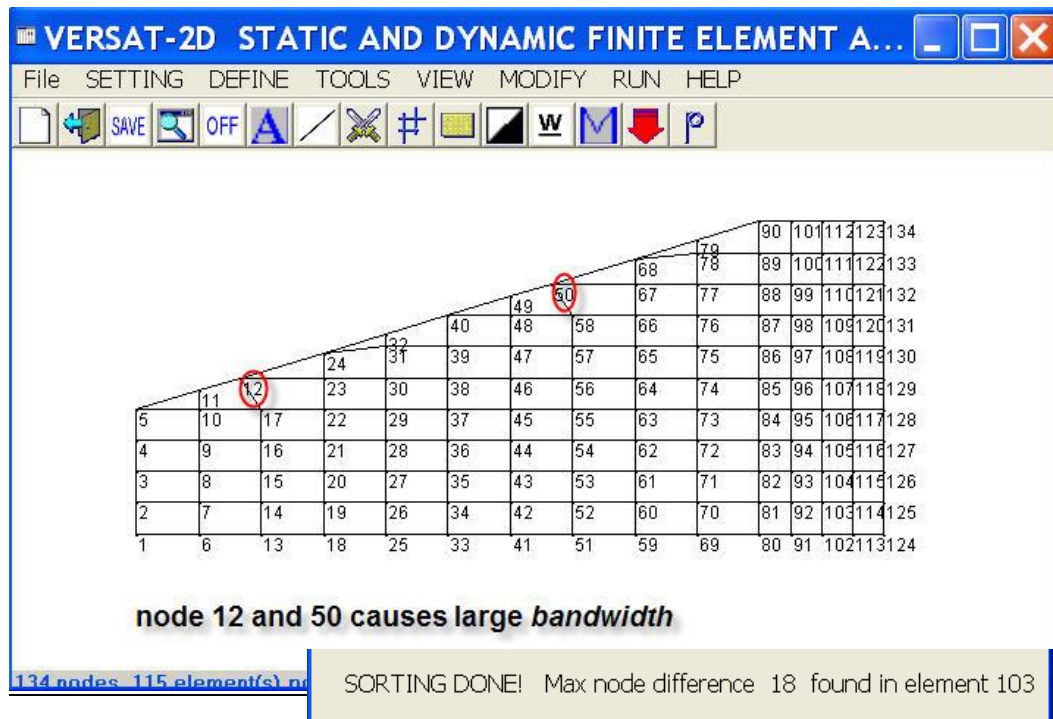 VERSAT-2D STATIC AND DYNAMIC FINITE ELEMENT A...
File SETTING DEFINE TOOLS VIEW MODIFY RUN HELP
SAVE OFF A W P
90 101 112 123 134
79
68 78 89 100 111 122 133
50 67 77 88 99 110 121 132
49
40 48 58 66 76 87 98 109 120 131
32
24 31 39 47 57 65 75 86 97 108 119 130
12 23 30 38 46 56 64 74 85 96 107 118 129
11
5 10 17 22 29 37 45 55 63 73 84 95 106 117 128
4 9 16 21 28 36 44 54 62 72 83 94 105 116 127
3 8 15 20 27 35 43 53 61 71 82 93 104 115 126
2 7 14 19 26 34 42 52 60 70 81 92 103 114 125
1 6 13 18 25 33 41 51 59 69 80 91 102 113 124
node 12 and 50 causes large bandwidth
134 nodes, 115 element(s)
SORTING DONE! Max node difference 18 found in element 103